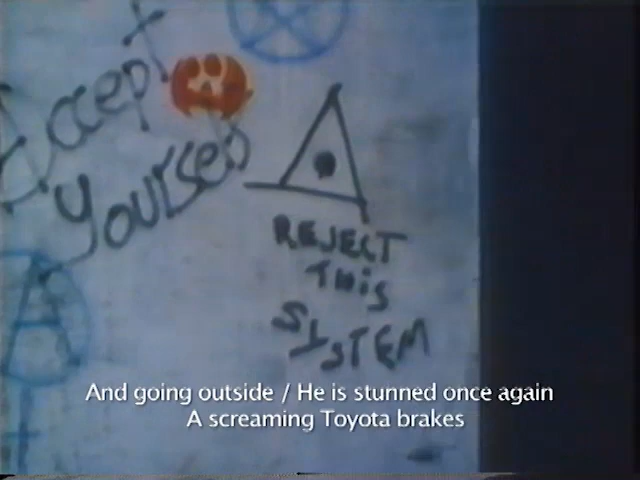 Accept
Yourself
REJECT
THiS
SYSTEM
And going outside / He is stunned once again
A screaming Toyota brakes